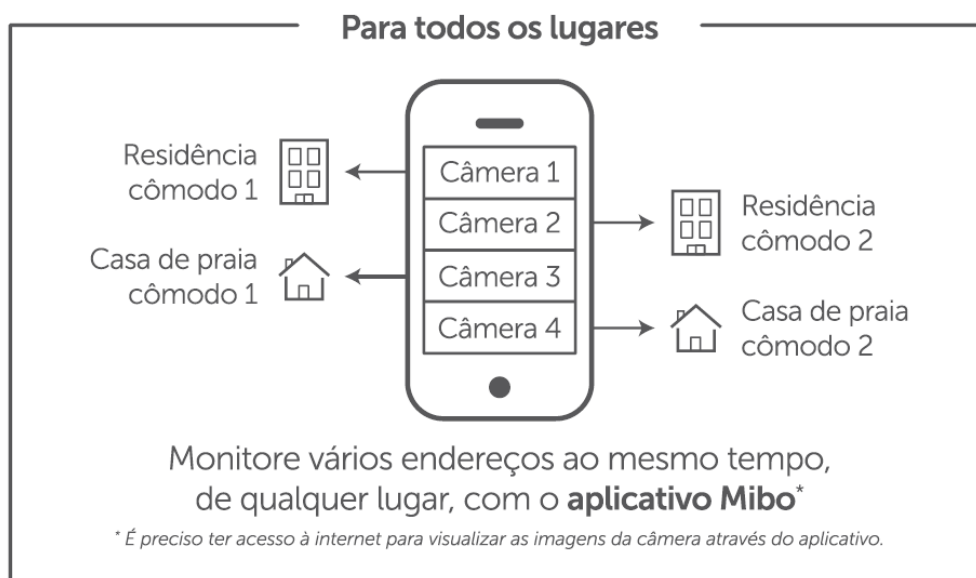 Para todos os lugares
Residência
cômodo 1
Casa de praia
cômodo 1
Câmera 1
Câmera 2
Câmera 3
Câmera 4
Residência
cômodo 2
Casa de praia
cômodo 2
Monitore vários endereços ao mesmo tempo,
de qualquer lugar, com o aplicativo Mibo*
* É preciso ter acesso à internet para visualizar as imagens da câmera através do aplicativo.